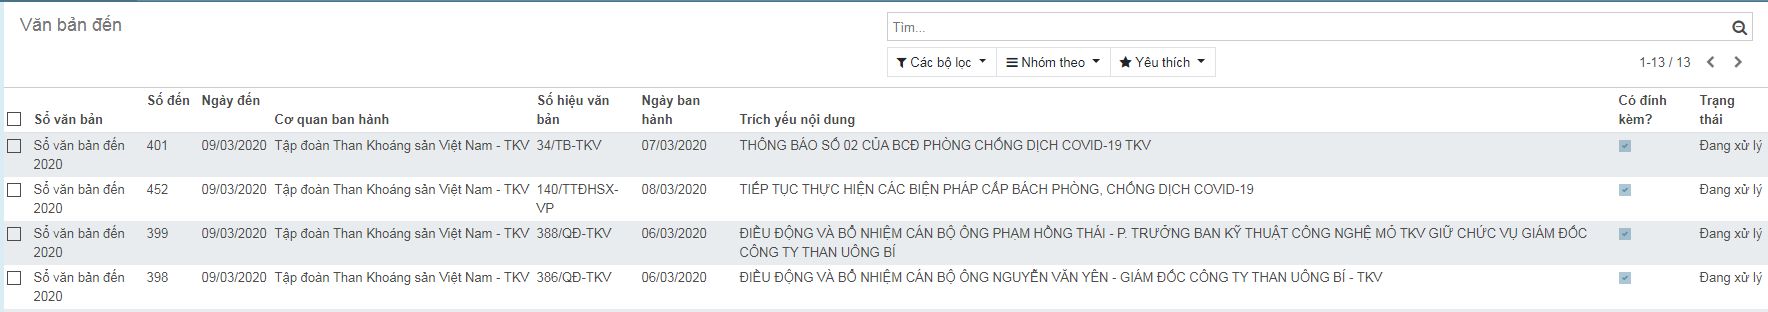 Văn bản đến
Tìm...
Các bộ lọc Nhóm theo Yêu thích
1-13 / 13
Sổ văn bản Số đến Ngày đến Cơ quan ban hành Số hiệu văn bản Ngày ban hành Trích yếu nội dung Có đính kèm? Trạng thái
Sổ văn bản đến 2020 401 09/03/2020 Tập đoàn Than Khoáng sản Việt Nam - TKV 34/TB-TKV 07/03/2020 THÔNG BÁO SỐ 02 CỦA BCĐ PHÒNG CHỐNG DỊCH COVID-19 TKV Đang xử lý
Sổ văn bản đến 2020 452 09/03/2020 Tập đoàn Than Khoáng sản Việt Nam - TKV 140/TTĐHSX-VP 08/03/2020 TIẾP TỤC THỰC HIỆN CÁC BIỆN PHÁP CẤP BÁCH PHÒNG, CHỐNG DỊCH COVID-19 Đang xử lý
Sổ văn bản đến 2020 399 09/03/2020 Tập đoàn Than Khoáng sản Việt Nam - TKV 388/QĐ-TKV 06/03/2020 ĐIỀU ĐỘNG VÀ BỔ NHIỆM CÁN BỘ ÔNG PHẠM HỒNG THÁI - P. TRƯỞNG BAN KỸ THUẬT CÔNG NGHỆ MỎ TKV GIỮ CHỨC VỤ GIÁM ĐỐC CÔNG TY THAN UÔNG BÍ Đang xử lý
Sổ văn bản đến 2020 398 09/03/2020 Tập đoàn Than Khoáng sản Việt Nam - TKV 386/QĐ-TKV 06/03/2020 ĐIỀU ĐỘNG VÀ BỔ NHIỆM CÁN BỘ ÔNG NGUYỄN VĂN YÊN - GIÁM ĐỐC CÔNG TY THAN UÔNG BÍ - TKV Đang xử lý